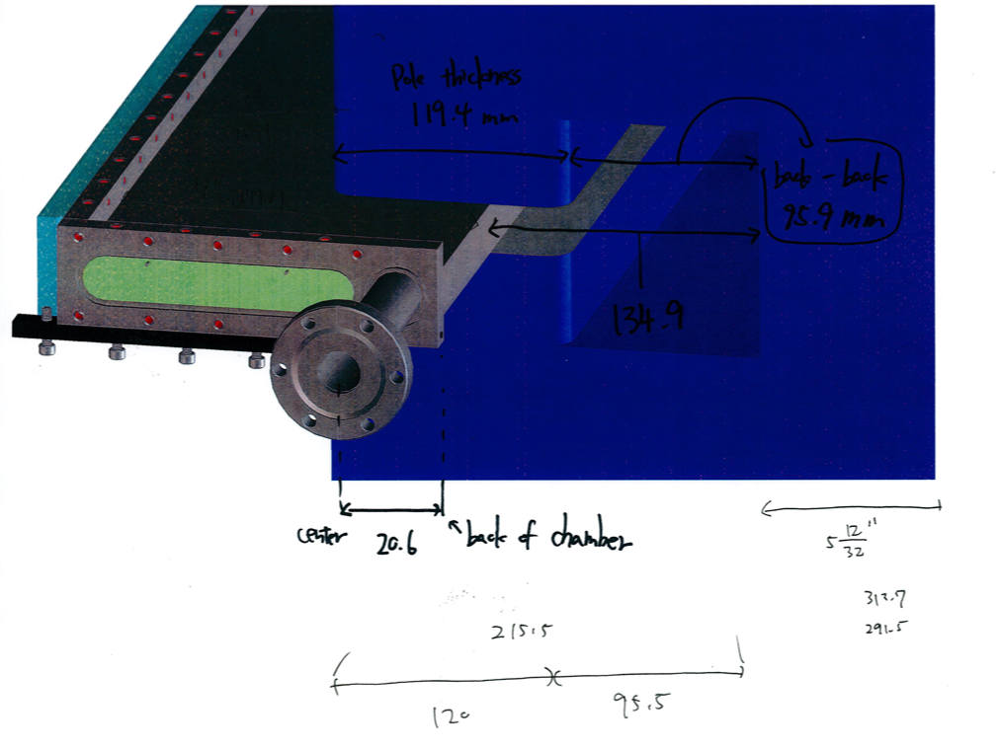 Pole thickness
119.4 mm
back - back
95.9 mm
134.9
center
20.6
back of chamber
5 12/32"
313.7
291.5
215.5
120
95.5